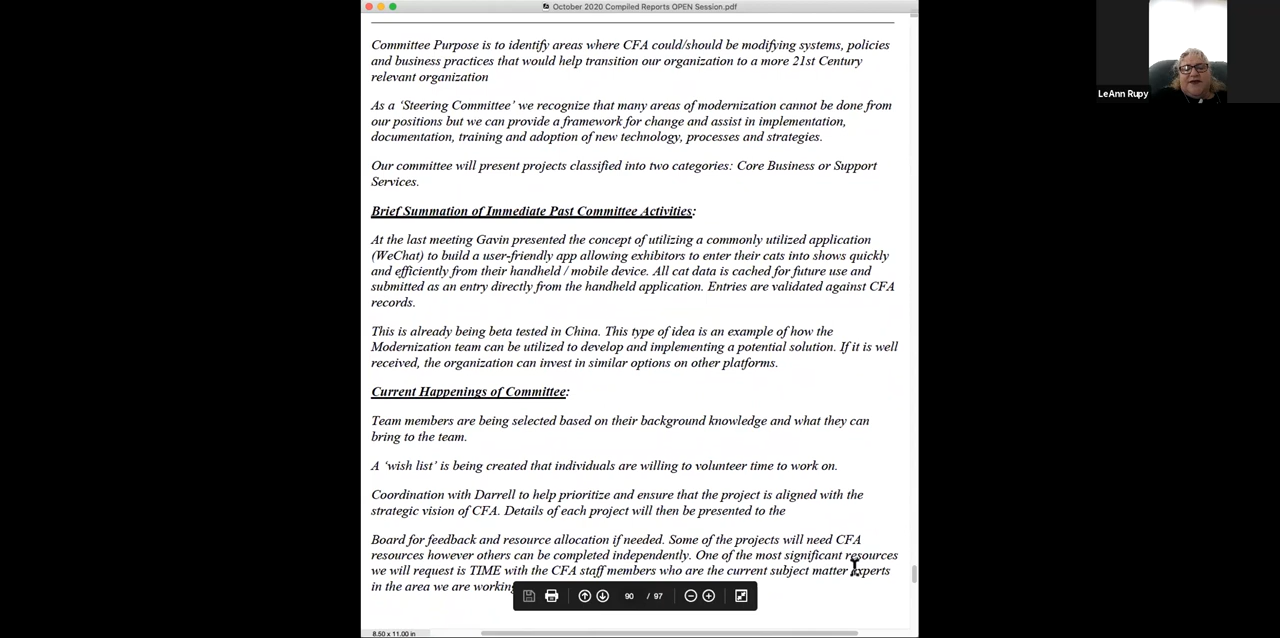 October 2020 Compiled Reports OPEN Session.pdf
Committee Purpose is to identify areas where CFA could/should be modifying systems, policies
and business practices that would help transition our organization to a more 21st Century
relevant organization
As a ‘Steering Committee’ we recognize that many areas of modernization cannot be done from
our positions but we can provide a framework for change and assist in implementation,
documentation, training and adoption of new technology, processes and strategies.
Our committee will present projects classified into two categories: Core Business or Support
Services.
Brief Summation of Immediate Past Committee Activities:
At the last meeting Gavin presented the concept of utilizing a commonly utilized application
(WeChat) to build a user-friendly app allowing exhibitors to enter their cats into shows quickly
and efficiently from their handheld / mobile device. All cat data is cached for future use and
submitted as an entry directly from the handheld application. Entries are validated against CFA
records.
This is already being beta tested in China. This type of idea is an example of how the
Modernization team can be utilized to develop and implementing a potential solution. If it is well
received, the organization can invest in similar options on other platforms.
Current Happenings of Committee:
Team members are being selected based on their background knowledge and what they can
bring to the team.
A ‘wish list’ is being created that individuals are willing to volunteer time to work on.
Coordination with Darrell to help prioritize and ensure that the project is aligned with the
strategic vision of CFA. Details of each project will then be presented to the
Board for feedback and resource allocation if needed. Some of the projects will need CFA
resources however others can be completed independently. One of the most significant resources
we will request is TIME with the CFA staff members who are the current subject matter experts
in the area we are working
90 / 97
8.50 x 11.00 in
LeAnn Rupy